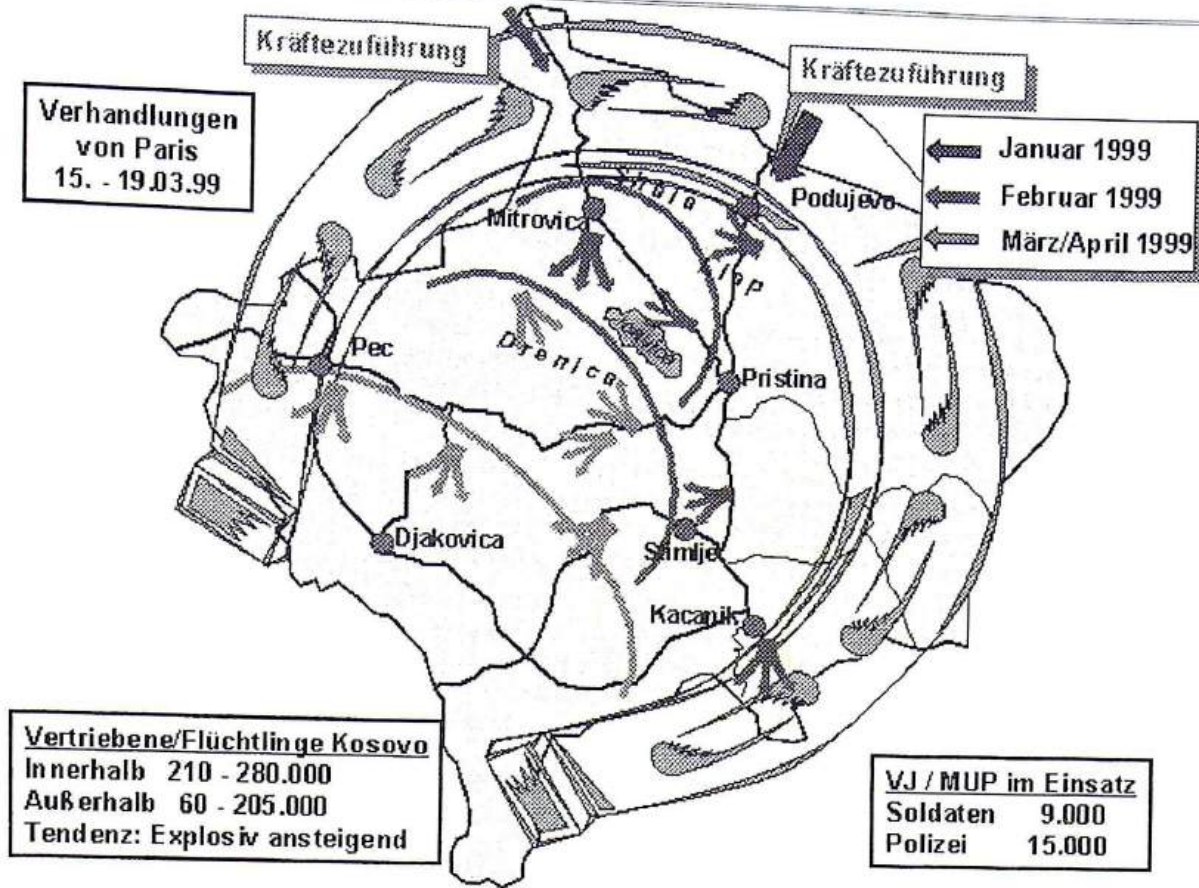 Kräftezuführung
Kräftezuführung
Verhandlungen
von Paris
15. - 19.03.99
Januar 1999
Februar 1999
März/April 1999
Podujevo
Mitrovic
Drenica
Pec
Pristina
Djakovica
Stimlje
Kacanik
Vertriebene/Flüchtlinge Kosovo
Innerhalb 210 - 280.000
Außerhalb 60 - 205.000
Tendenz: Explosiv ansteigend
VJ / MUP im Einsatz
Soldaten 9.000
Polizei 15.000